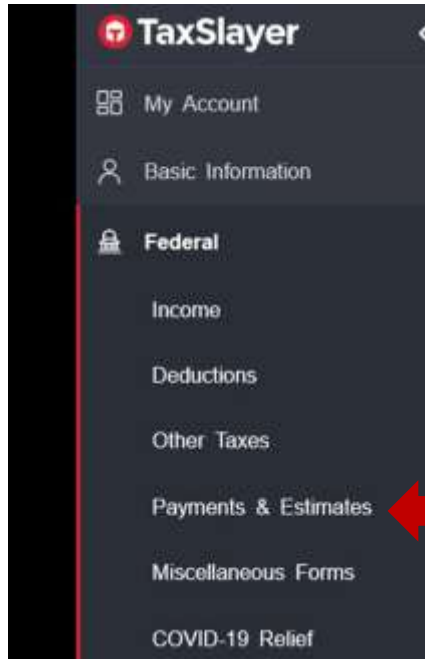 TaxSlayer
My Account
Basic Information
Federal
Income
Deductions
Other Taxes
Payments & Estimates
Miscellaneous Forms
COVID-19 Relief